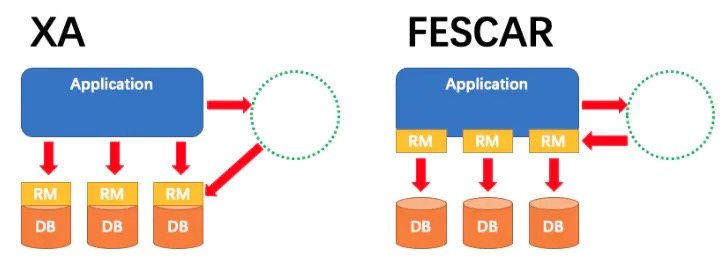 XA
Application
RM RM RM
DB DB DB
FESCAR
Application
RM RM RM
DB DB DB